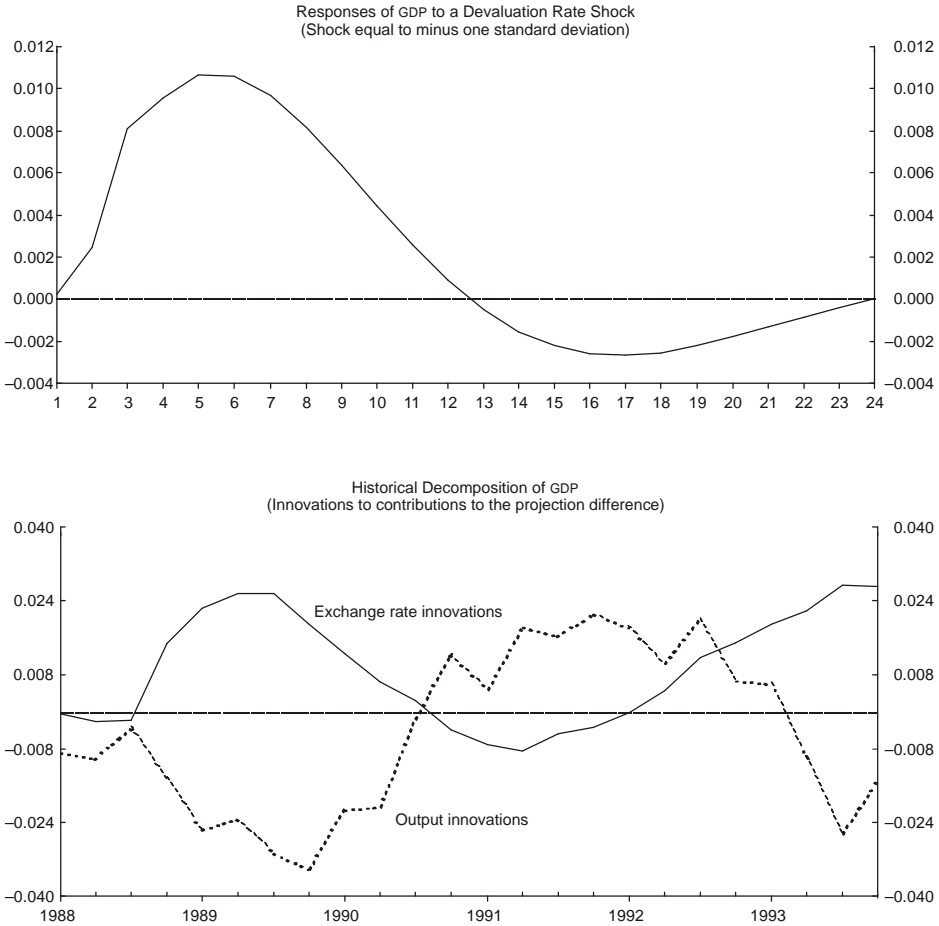 Responses of GDP to a Devaluation Rate Shock
(Shock equal to minus one standard deviation)
0.012 0.012
0.010 0.010
0.008 0.008
0.006 0.006
0.004 0.004
0.002 0.002
0.000 0.000
–0.002 –0.002
–0.004 –0.004
1 2 3 4 5 6 7 8 9 10 11 12 13 14 15 16 17 18 19 20 21 22 23 24
Historical Decomposition of GDP
(Innovations to contributions to the projection difference)
0.040 0.040
0.024 0.024
Exchange rate innovations
0.008 0.008
–0.008 –0.008
–0.024 –0.024
Output innovations
–0.040 –0.040
1988 1989 1990 1991 1992 1993